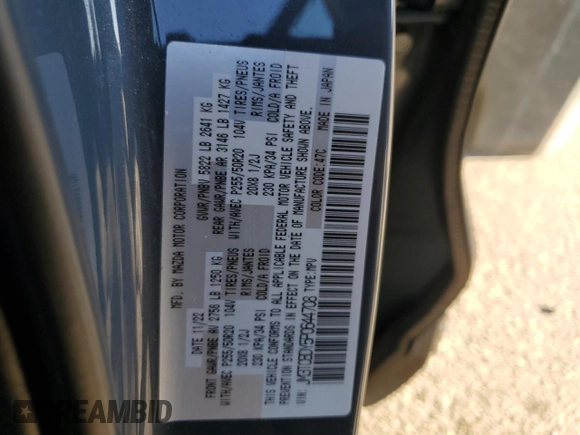 MFD. BY MAZDA MOTOR CORPORATION
DATE 11/22 GVWR/PNBV 5822 LB 2641 KG
FRONT GAWR/PNBE AV 2756 LB 1250 KG REAR GAWR/PNBE AR 3146 LB 1427 KG
WITH/AVEC P255/50R20 104V TIRES/PNEUS WITH/AVEC P255/50R20 104V TIRES/PNEUS
20X8 1/2J RIMS/JANTES 20X8 1/2J RIMS/JANTES
230 KPA/34 PSI COLD/A FROID 230 KPA/34 PSI COLD/A FROID
THIS VEHICLE CONFORMS TO ALL APPLICABLE FEDERAL MOTOR VEHICLE SAFETY AND THEFT
PREVENTION STANDARDS IN EFFECT ON THE DATE OF MANUFACTURE SHOWN ABOVE.
VIN: JM3TCBDY5P0644708 TYPE:MPV COLOR CODE:47C MADE IN JAPAN
DREAMBID